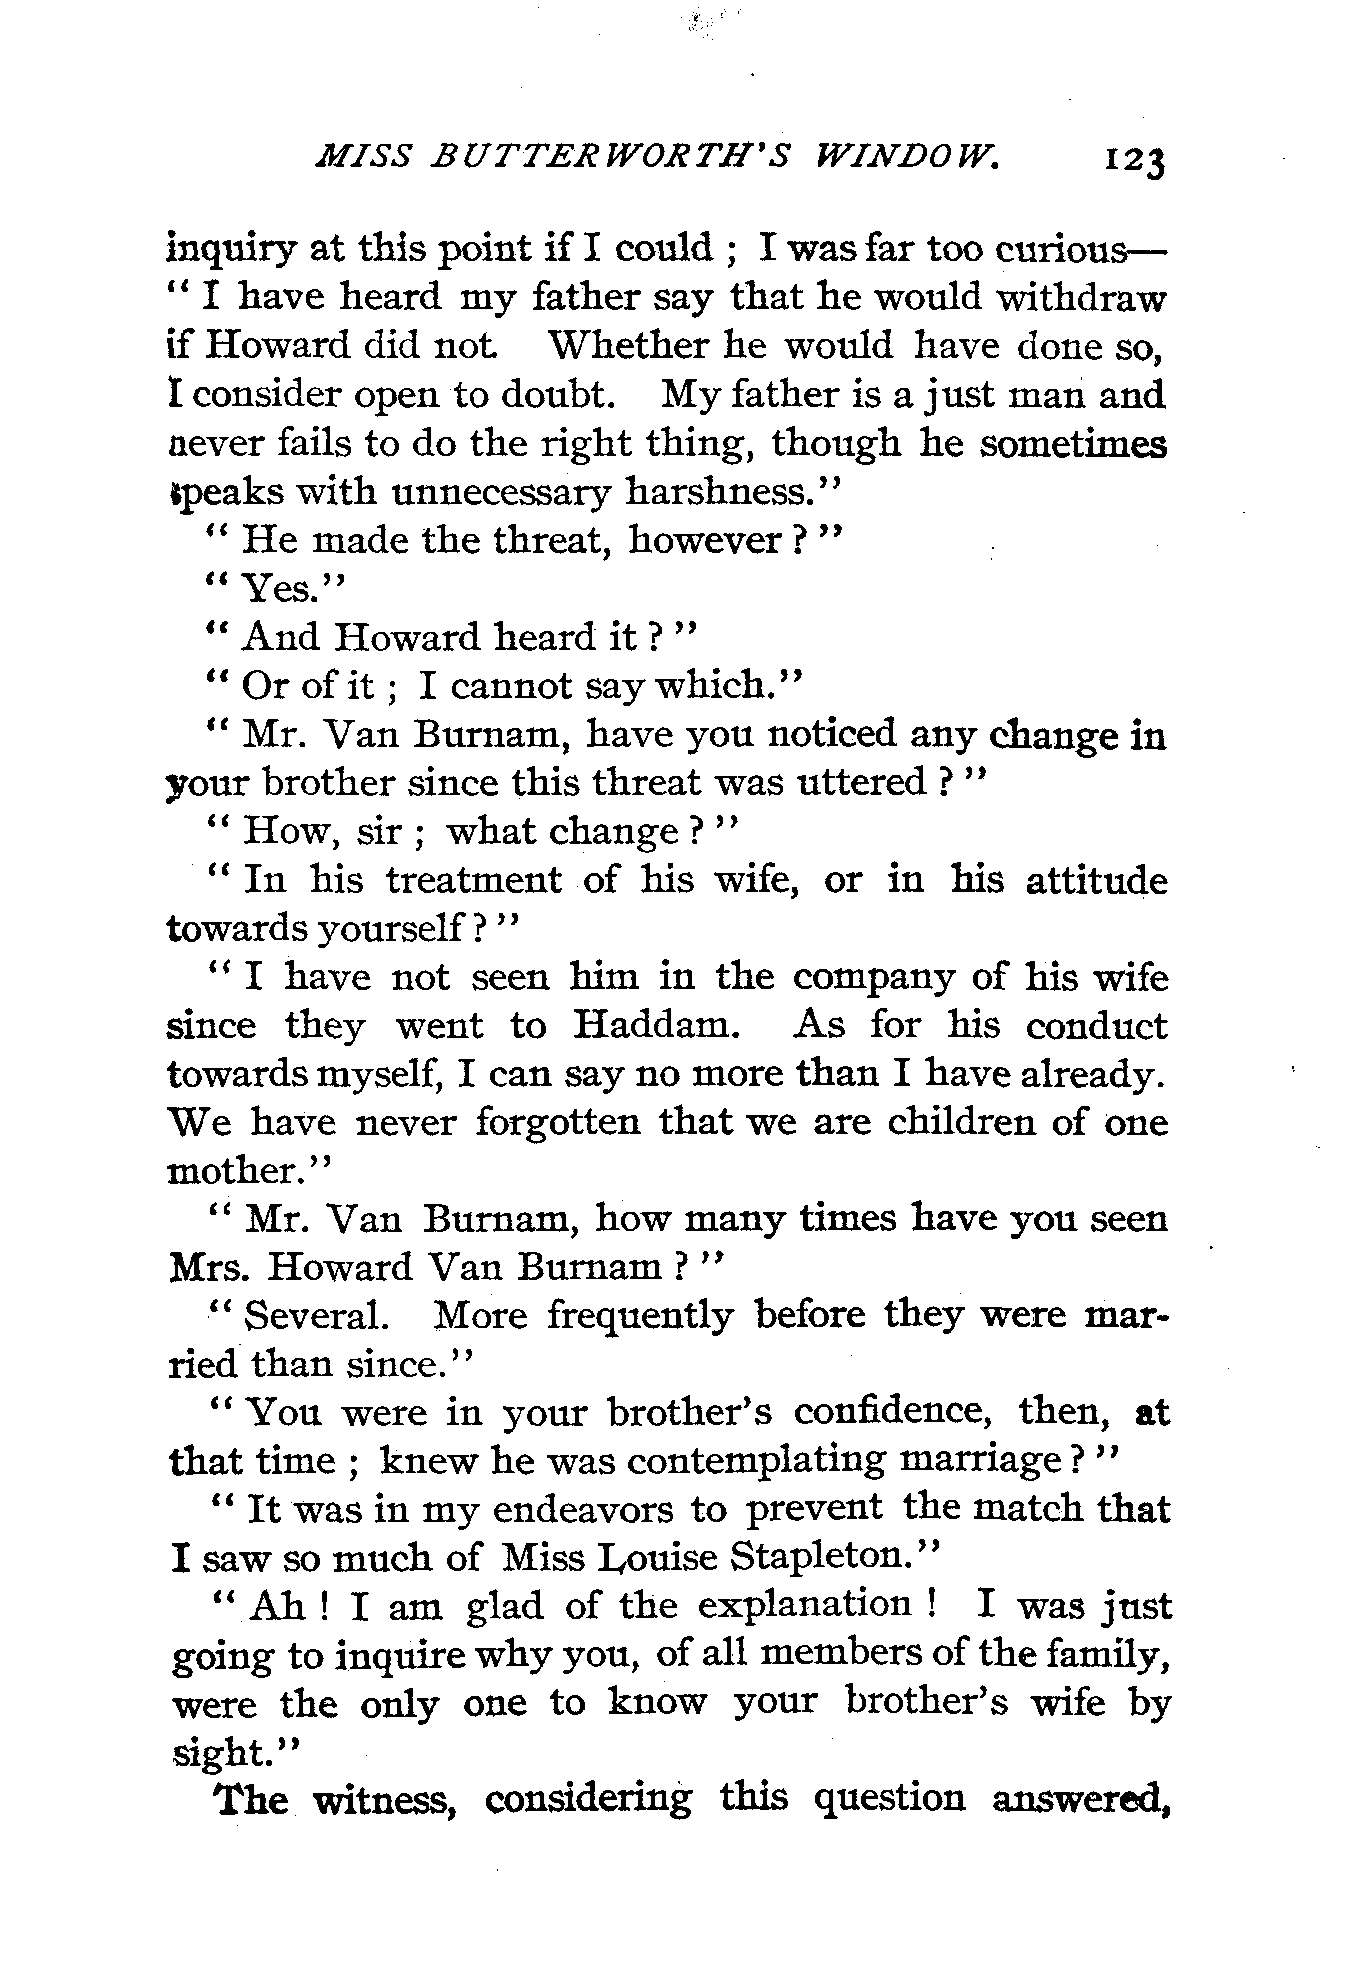 MISS BUTTERWORTH'S WINDOW. 123
inquiry at this point if I could ; I was far too curious—
" I have heard my father say that he would withdraw
if Howard did not. Whether he would have done so,
I consider open to doubt. My father is a just man and
never fails to do the right thing, though he sometimes
speaks with unnecessary harshness."
" He made the threat, however ? "
" Yes."
" And Howard heard it ? "
" Or of it ; I cannot say which."
" Mr. Van Burnam, have you noticed any change in
your brother since this threat was uttered ? "
" How, sir ; what change ? "
" In his treatment of his wife, or in his attitude
towards yourself ? "
" I have not seen him in the company of his wife
since they went to Haddam. As for his conduct
towards myself, I can say no more than I have already.
We have never forgotten that we are children of one
mother."
" Mr. Van Burnam, how many times have you seen
Mrs. Howard Van Burnam ? "
" Several. More frequently before they were mar-
ried than since."
" You were in your brother's confidence, then, at
that time ; knew he was contemplating marriage ? "
" It was in my endeavors to prevent the match that
I saw so much of Miss Louise Stapleton."
" Ah ! I am glad of the explanation ! I was just
going to inquire why you, of all members of the family,
were the only one to know your brother's wife by
sight."
The witness, considering this question answered,